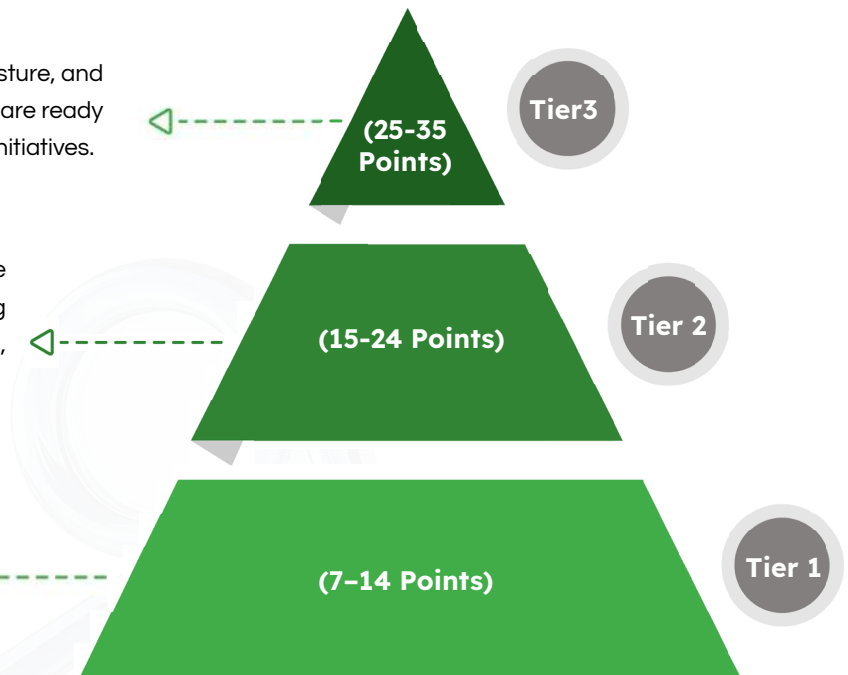 sture, and
are ready
nitiatives.
(25-35
Points)
Tier3
e
g
,
(15-24 Points)
Tier 2
(7–14 Points)
Tier 1